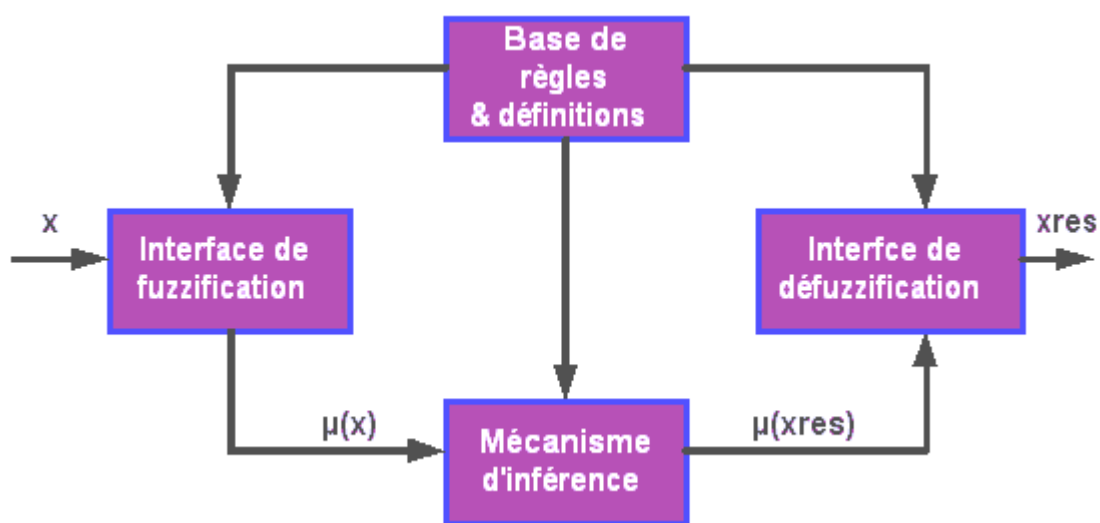 Base de
règles
& définitions
x
Interface de
fuzzification
Interfce de
défuzzification
xres
μ(x)
Mécanisme
d'inférence
μ(xres)